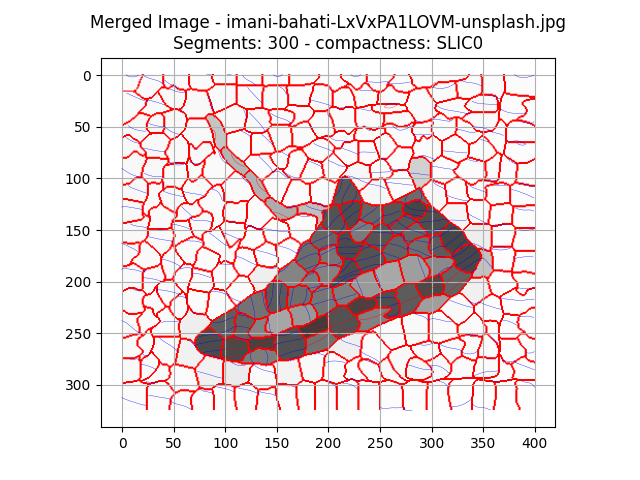 Merged Image - imani-bahati-LxVxPA1LOVM-unsplash.jpg
Segments: 300 - compactness: SLIC0
0
50
100
150
200
250
300
0 50 100 150 200 250 300 350 400